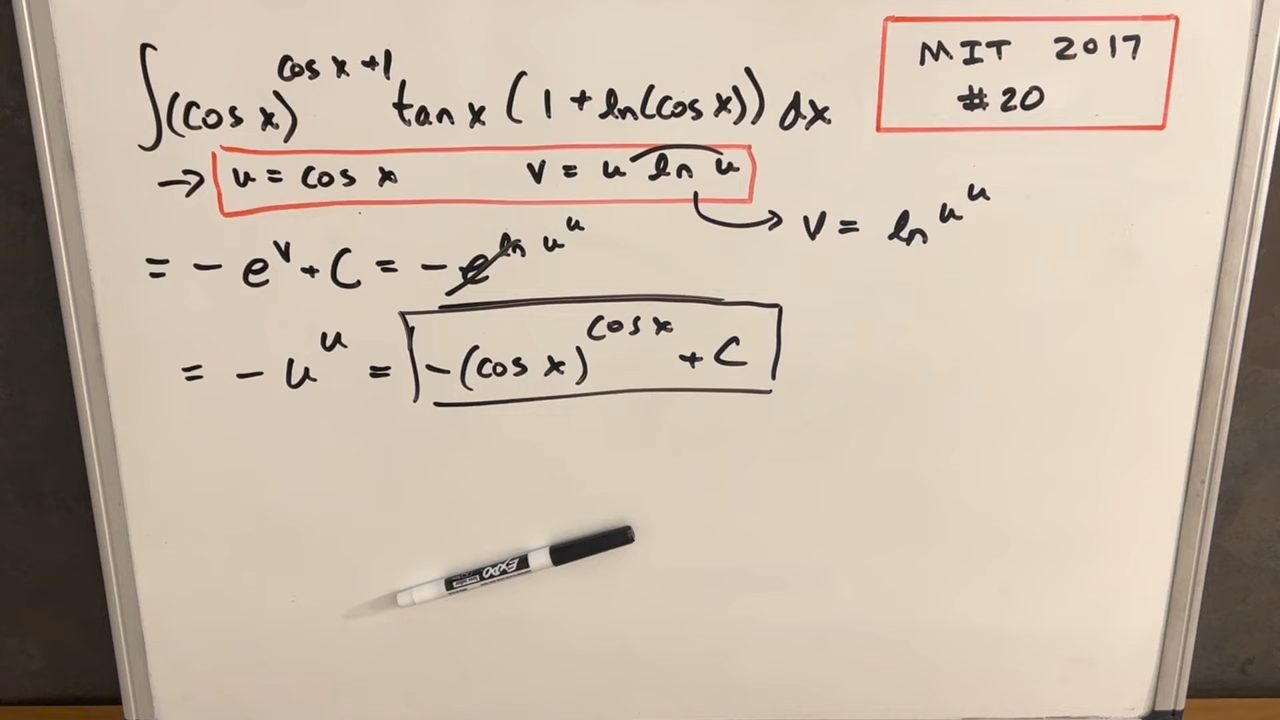 ∫(cos x)^(cos x +1) tan x (1 + ln(cos x)) dx
MIT 2017
#20
→ u = cos x v = u ln u
v = ln u^u
= - e^v + C = - e^(ln u^u)
= - u^u = -(cos x)^(cos x) + C
EXPO